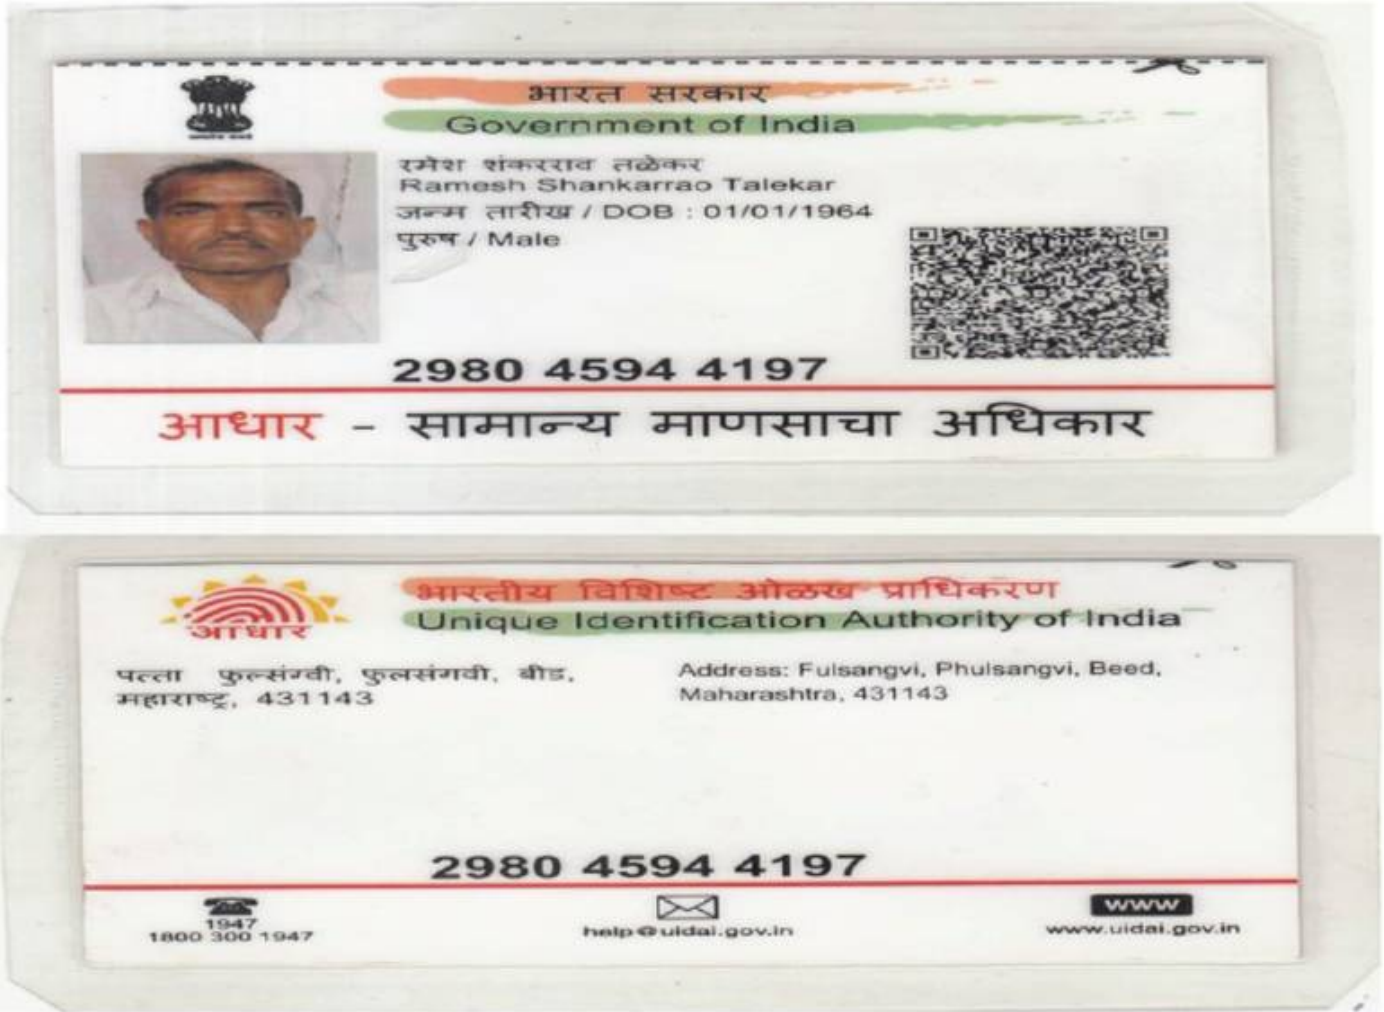 भारत सरकार
Government of India
रमेश शंकरराव तळेकर
Ramesh Shankarrao Talekar
जन्म तारीख / DOB : 01/01/1964
पुरुष / Male
2980 4594 4197
आधार - सामान्य माणसाचा अधिकार
भारतीय विशिष्ट ओळख प्राधिकरण
Unique Identification Authority of India
आधार
पत्ता फुल्संग्वी, फुलसंगवी, बीड,
महाराष्ट्र, 431143
Address: Fulsangvi, Phulsangvi, Beed,
Maharashtra, 431143
2980 4594 4197
1947
1800 300 1947
help@uidai.gov.in
www
www.uidai.gov.in